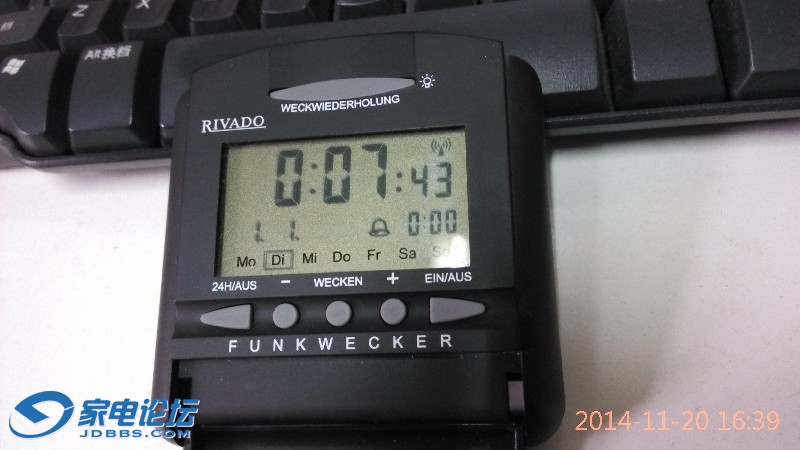 Z X
Alt换档
WECKWIEDERHOLUNG
RIVADO
0:07:43
1. 1. 0:00
Mo Di Mi Do Fr Sa So
24H/AUS − WECKEN + EIN/AUS
FUNKWECKER
家电论坛
JDBBS.COM
2014-11-20 16:39